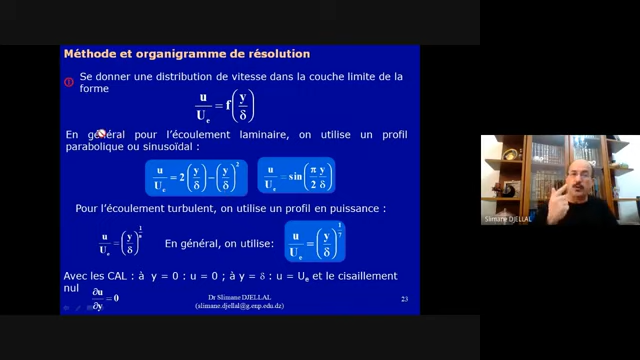 Méthode et organigramme de résolution
① Se donner une distribution de vitesse dans la couche limite de la
forme
u/Ue = f(y/δ)
En général pour l'écoulement laminaire, on utilise un profil
parabolique ou sinusoïdal :
u/Ue = 2(y/δ)−(y/δ)² u/Ue = sin(π/2 y/δ)
Pour l'écoulement turbulent, on utilise un profil en puissance :
u/Ue = (y/δ)^(1/n) En général, on utilise: u/Ue = (y/δ)^(1/7)
Avec les CAL : à y = 0 : u = 0 ; à y = δ : u = Ue et le cisaillement
nul
∂u/∂y = 0
Dr Slimane DJELLAL
(slimane.djellal@g.enp.edu.dz)
23
Slimane DJELLAL